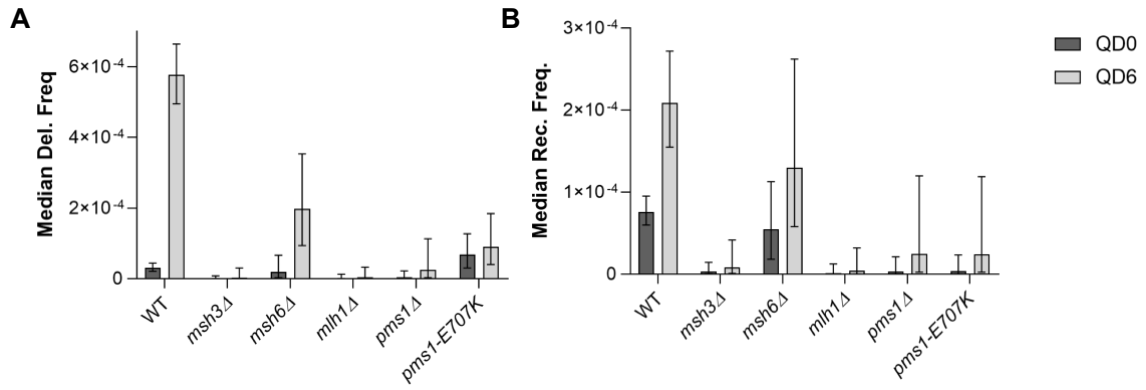 A
Median Del. Freq
6×10⁻⁴
4×10⁻⁴
2×10⁻⁴
0
WT
msh3Δ
msh6Δ
mlh1Δ
pms1Δ
pms1-E707K
B
Median Rec. Freq.
3×10⁻⁴
2×10⁻⁴
1×10⁻⁴
0
WT
msh3Δ
msh6Δ
mlh1Δ
pms1Δ
pms1-E707K
QD0
QD6